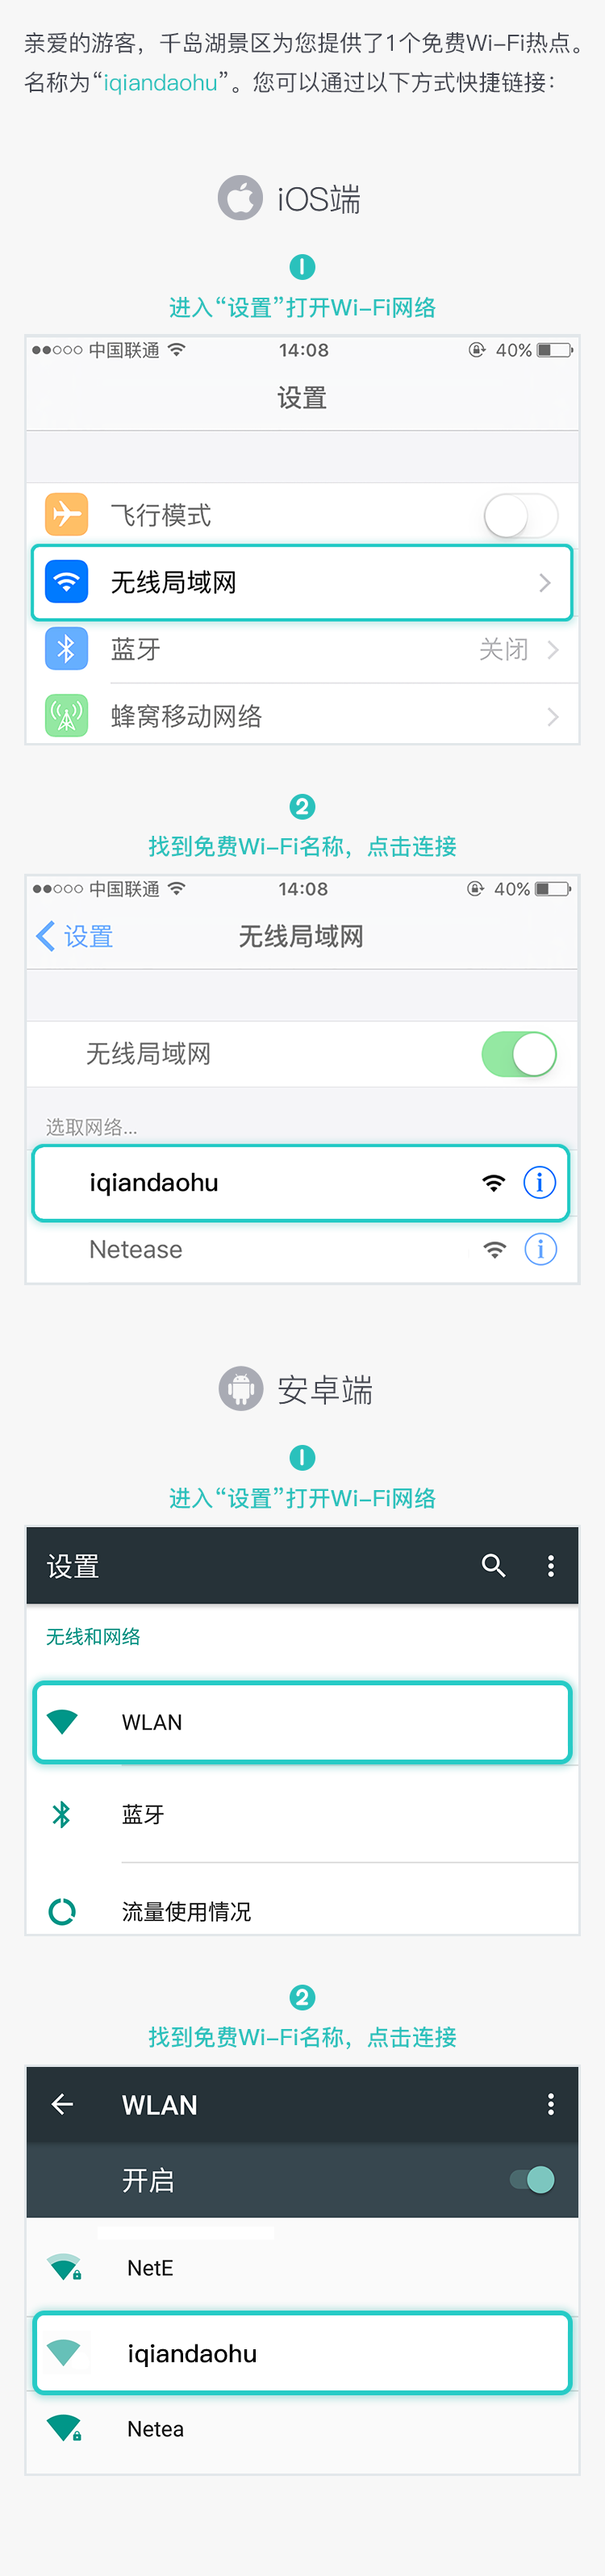 亲爱的游客，千岛湖景区为您提供了1个免费Wi-Fi热点。
名称为“iqiandaohu”。您可以通过以下方式快捷链接：
iOS端
1
进入“设置”打开Wi-Fi网络
中国联通 14:08 40%
设置
飞行模式
无线局域网
蓝牙 关闭
蜂窝移动网络
2
找到免费Wi-Fi名称，点击连接
中国联通 14:08 40%
设置 无线局域网
无线局域网
选取网络...
iqiandaohu
Netease
安卓端
1
进入“设置”打开Wi-Fi网络
设置
无线和网络
WLAN
蓝牙
流量使用情况
2
找到免费Wi-Fi名称，点击连接
WLAN
开启
NetE
iqiandaohu
Netea